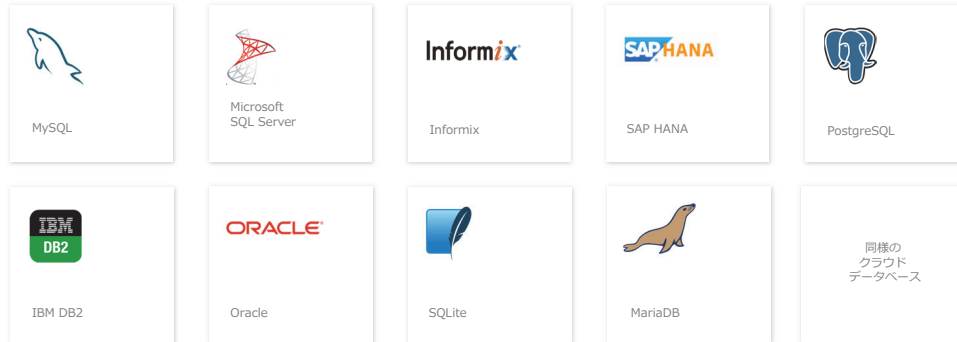 Informix
SAP HANA
MySQL
Microsoft
SQL Server
Informix
SAP HANA
PostgreSQL
IBM
DB2
ORACLE
同様の
クラウド
データベース
IBM DB2
Oracle
SQLite
MariaDB